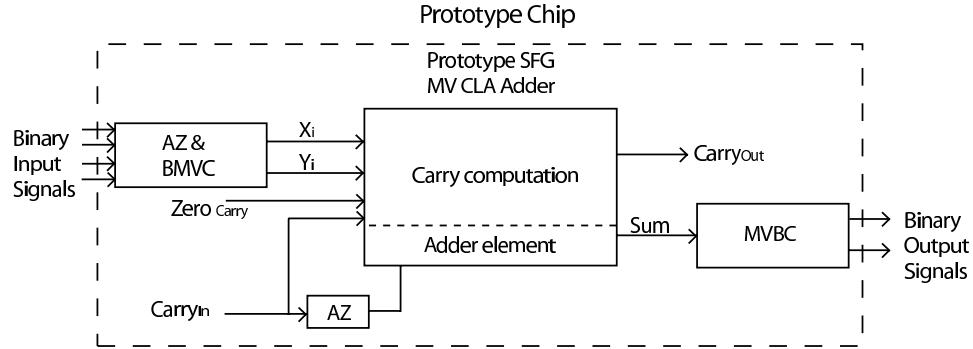 Prototype Chip
Prototype SFG
MV CLA Adder
Binary
Input
Signals
AZ &
BMVC
Xi
Yi
Zero Carry
Carry computation
Adder element
CarryOut
Sum
MVBC
Binary
Output
Signals
CarryIn
AZ